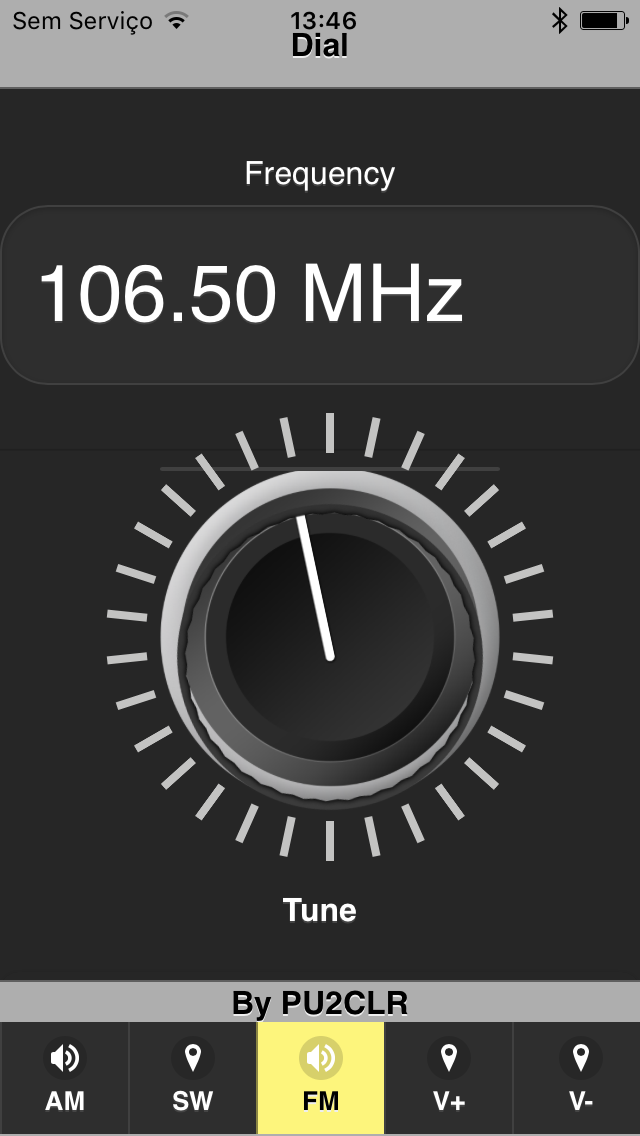 Sem Serviço 13:46
Dial
Frequency
106.50 MHz
Tune
By PU2CLR
AM SW FM V+ V-